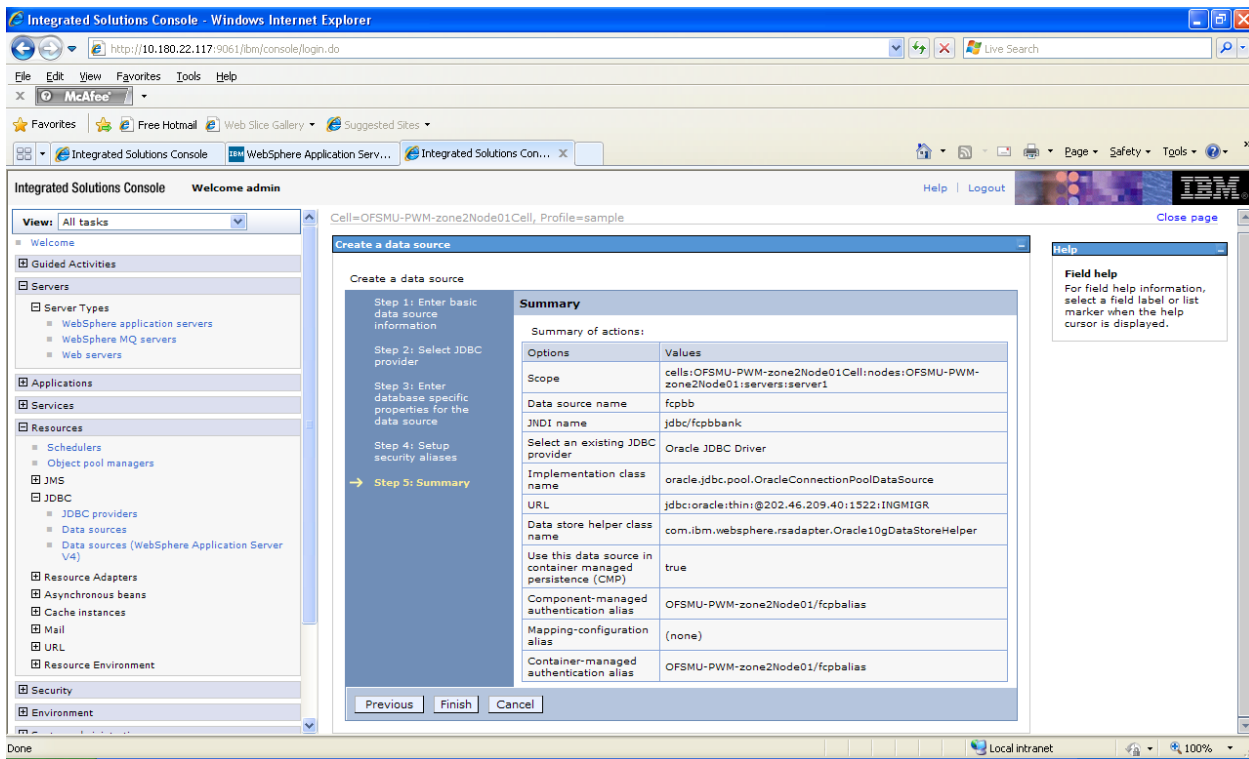 Integrated Solutions Console - Windows Internet Explorer
http://10.180.22.117:9061/ibm/console/login.do
Live Search
File Edit View Favorites Tools Help
X McAfee
Favorites Free Hotmail Web Slice Gallery Suggested Sites
Integrated Solutions Console WebSphere Application Serv... Integrated Solutions Con... X Page Safety Tools »
Integrated Solutions Console Welcome admin Help | Logout IBM.
View: All tasks
Welcome
Guided Activities
Servers
Server Types
WebSphere application servers
WebSphere MQ servers
Web servers
Applications
Services
Resources
Schedulers
Object pool managers
JMS
JDBC
JDBC providers
Data sources
Data sources (WebSphere Application Server
V4)
Resource Adapters
Asynchronous beans
Cache instances
Mail
URL
Resource Environment
Security
Environment
Cell=OFSMU-PWM-zone2Node01Cell, Profile=sample Close page
Create a data source
Create a data source
Step 1: Enter basic
data source
information
Step 2: Select JDBC
provider
Step 3: Enter
database specific
properties for the
data source
Step 4: Setup
security aliases
Step 5: Summary
Summary
Summary of actions:
Options Values
Scope cells:OFSMU-PWM-zone2Node01Cell:nodes:OFSMU-PWM-
zone2Node01:servers:server1
Data source name fcpbb
JNDI name jdbc/fcpbbank
Select an existing JDBC
provider Oracle JDBC Driver
Implementation class
name oracle.jdbc.pool.OracleConnectionPoolDataSource
URL jdbc:oracle:thin:@202.46.209.40:1522:INGMIGR
Data store helper class
name com.ibm.websphere.rsadapter.Oracle10gDataStoreHelper
Use this data source in
container managed
persistence (CMP) true
Component-managed
authentication alias OFSMU-PWM-zone2Node01/fcpbalias
Mapping-configuration
alias (none)
Container-managed
authentication alias OFSMU-PWM-zone2Node01/fcpbalias
Previous Finish Cancel
Help
Field help
For field help information,
select a field label or list
marker when the help
cursor is displayed.
Done Local intranet 100%